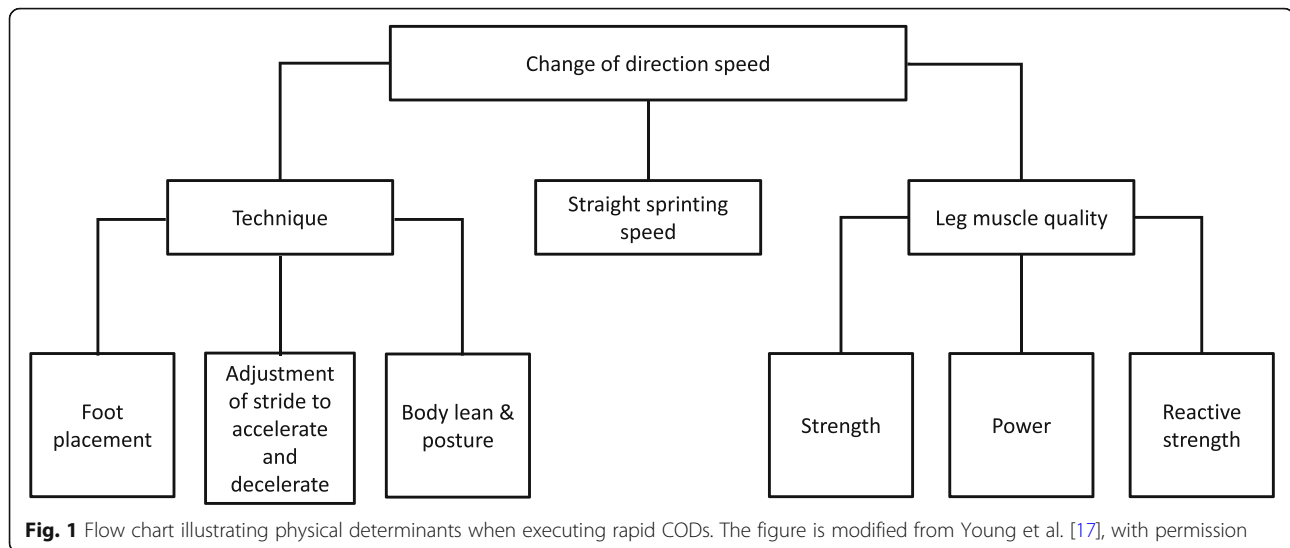 Change of direction speed
Technique
Straight sprinting
speed
Leg muscle quality
Foot
placement
Adjustment
of stride to
accelerate
and
decelerate
Body lean &
posture
Strength
Power
Reactive
strength
Fig. 1 Flow chart illustrating physical determinants when executing rapid CODs. The figure is modified from Young et al. [17], with permission